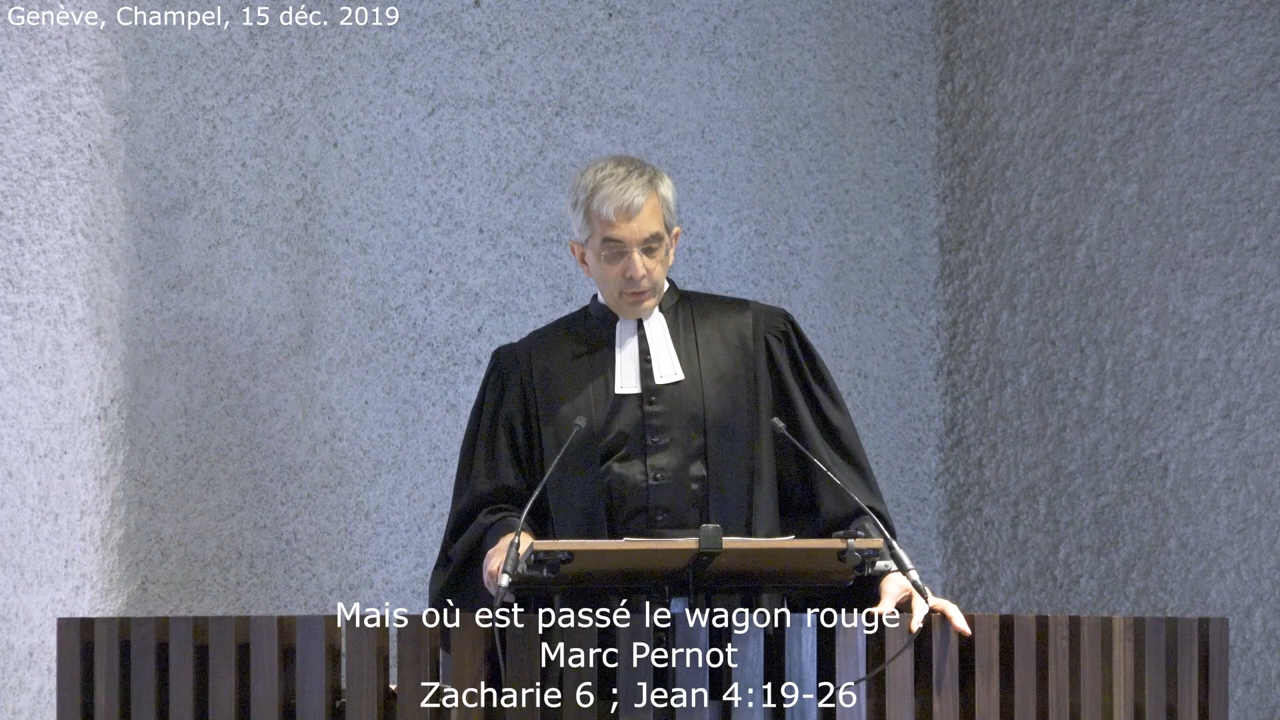 Genève, Champel, 15 déc. 2019
Mais où est passé le wagon rouge ?
Marc Pernot
Zacharie 6 ; Jean 4:19-26